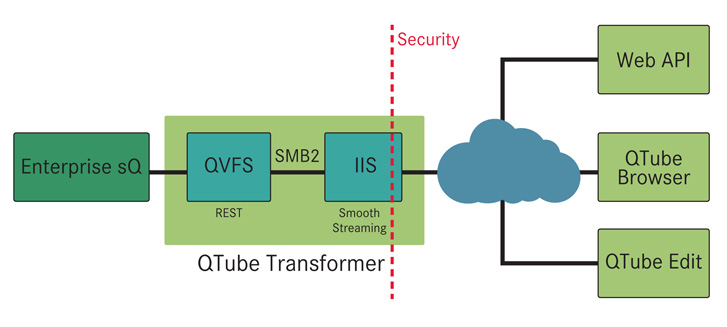 Security
Web API
Enterprise sQ
QVFS
SMB2
IIS
REST
Smooth
Streaming
QTube Transformer
QTube
Browser
QTube Edit